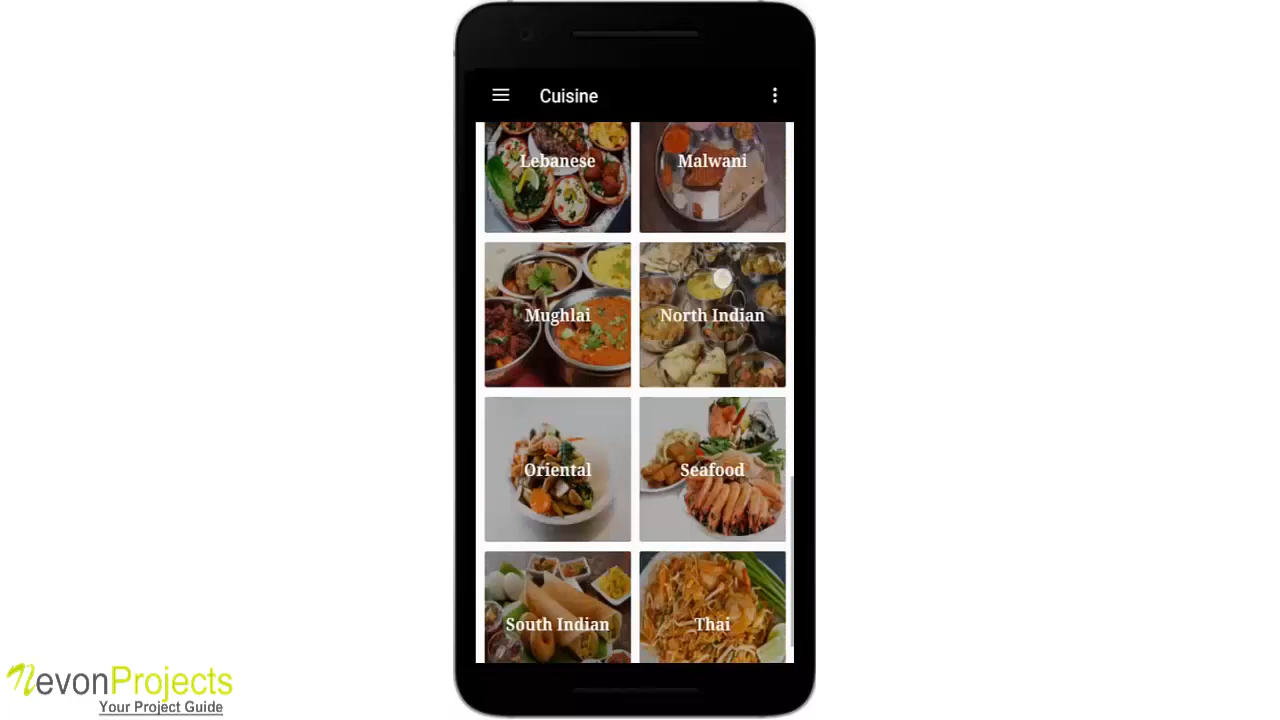 Cuisine
Lebanese
Malwani
Mughlai
North Indian
Oriental
Seafood
South Indian
Thai
NevonProjects
Your Project Guide